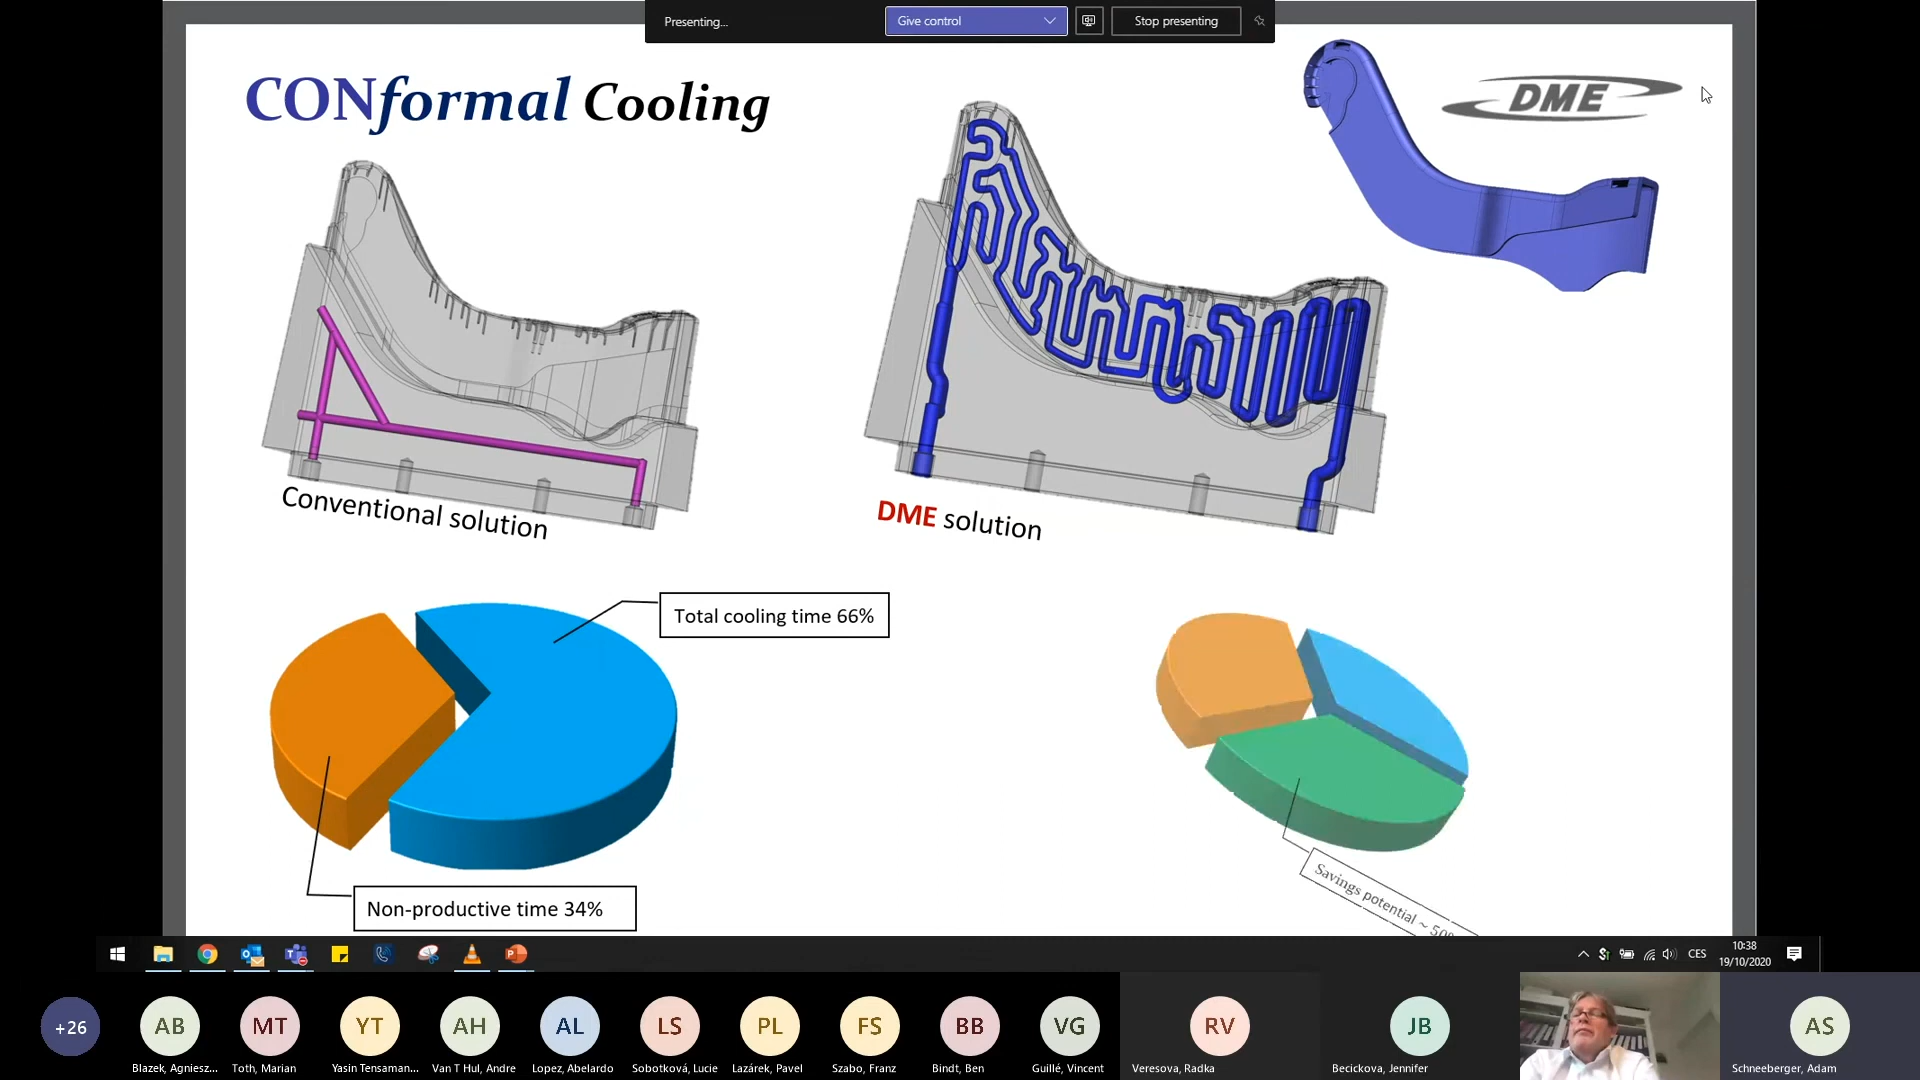 Presenting...
Give control
Stop presenting
CONformal Cooling
DME
Conventional solution
DME solution
Total cooling time 66%
Non-productive time 34%
Savings potential ~
CES
10:38
19/10/2020
+26
AB
MT
YT
AH
AL
LS
PL
FS
BB
VG
RV
JB
AS
Blazek, Agniesz...
Toth, Marian
Yasin Tensaman...
Van T Hul, Andre
Lopez, Abelardo
Sobotková, Lucie
Lazárek, Pavel
Szabo, Franz
Bindt, Ben
Guillé, Vincent
Veresova, Radka
Becickova, Jennifer
Schneeberger, Adam